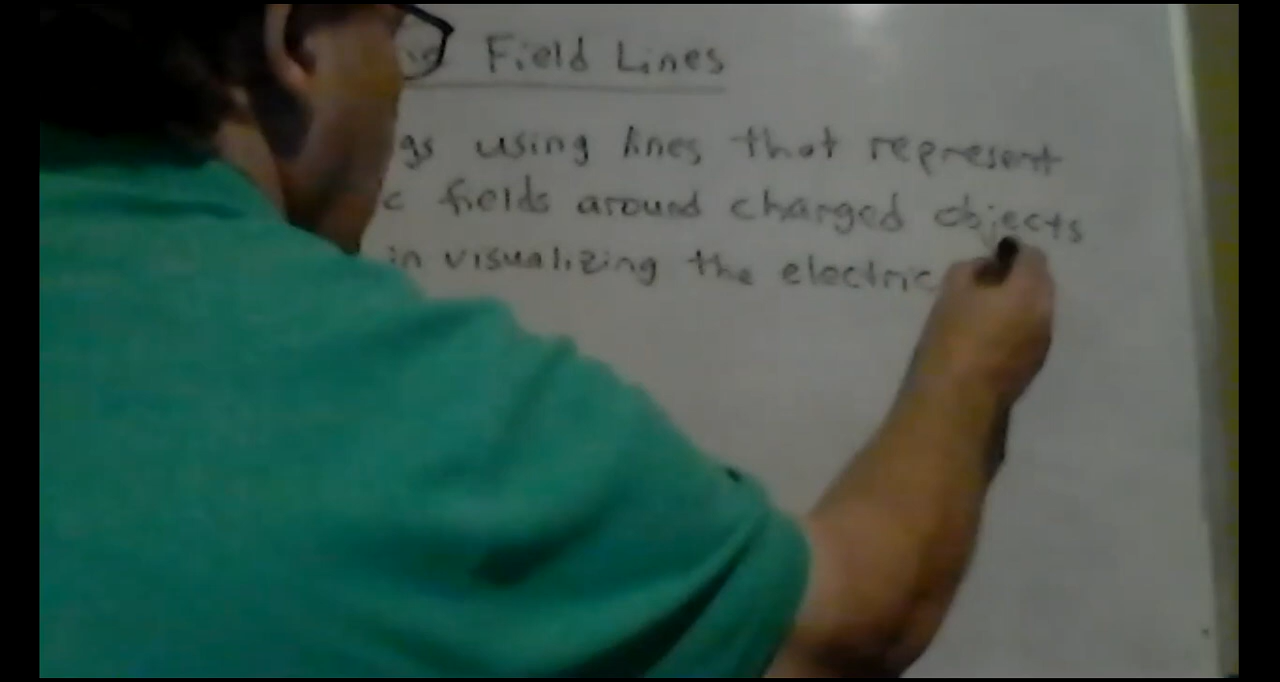 Field Lines
gs using lines that represent
c fields around charged objects
in visualizing the electric